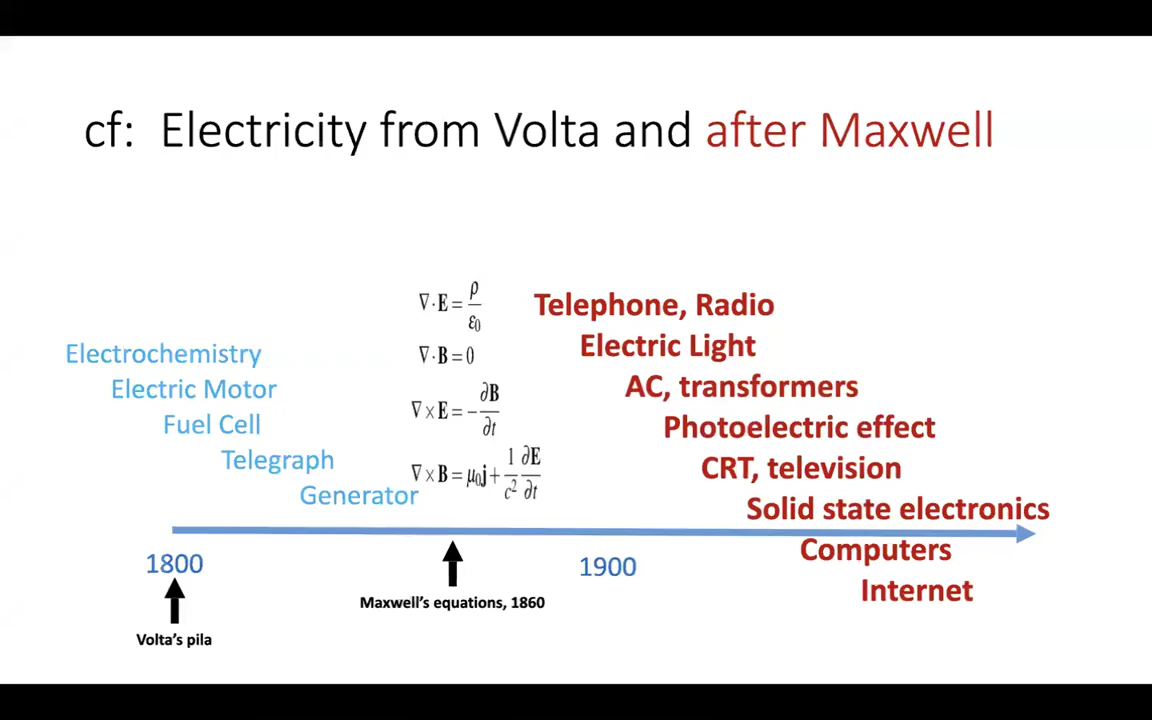 cf: Electricity from Volta and after Maxwell
Electrochemistry
Electric Motor
Fuel Cell
Telegraph
Generator
∇·E = ρ/ε₀
∇·B = 0
∇×E = −∂B/∂t
∇×B = μ₀j + 1/c² ∂E/∂t
Telephone, Radio
Electric Light
AC, transformers
Photoelectric effect
CRT, television
Solid state electronics
Computers
Internet
1800
1900
Volta's pila
Maxwell's equations, 1860